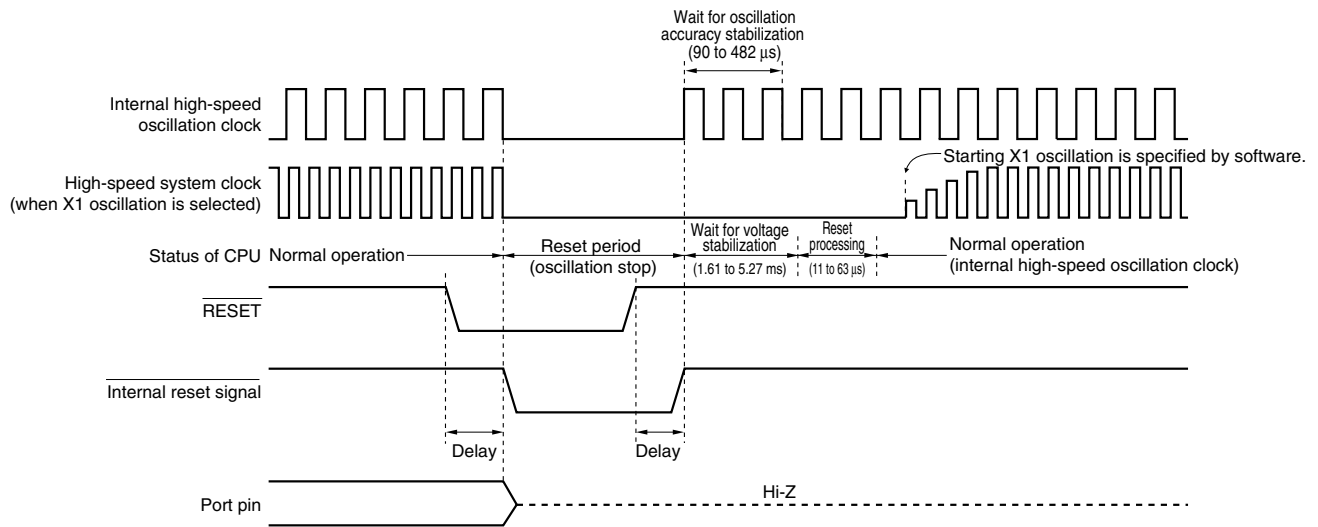 Wait for oscillation
accuracy stabilization
(90 to 482 μs)
Internal high-speed
oscillation clock
Starting X1 oscillation is specified by software.
High-speed system clock
(when X1 oscillation is selected)
Status of CPU
Normal operation
Reset period
(oscillation stop)
Wait for voltage
stabilization
(1.61 to 5.27 ms)
Reset
processing
(11 to 63 μs)
Normal operation
(internal high-speed oscillation clock)
RESET
Internal reset signal
Delay
Delay
Port pin
Hi-Z